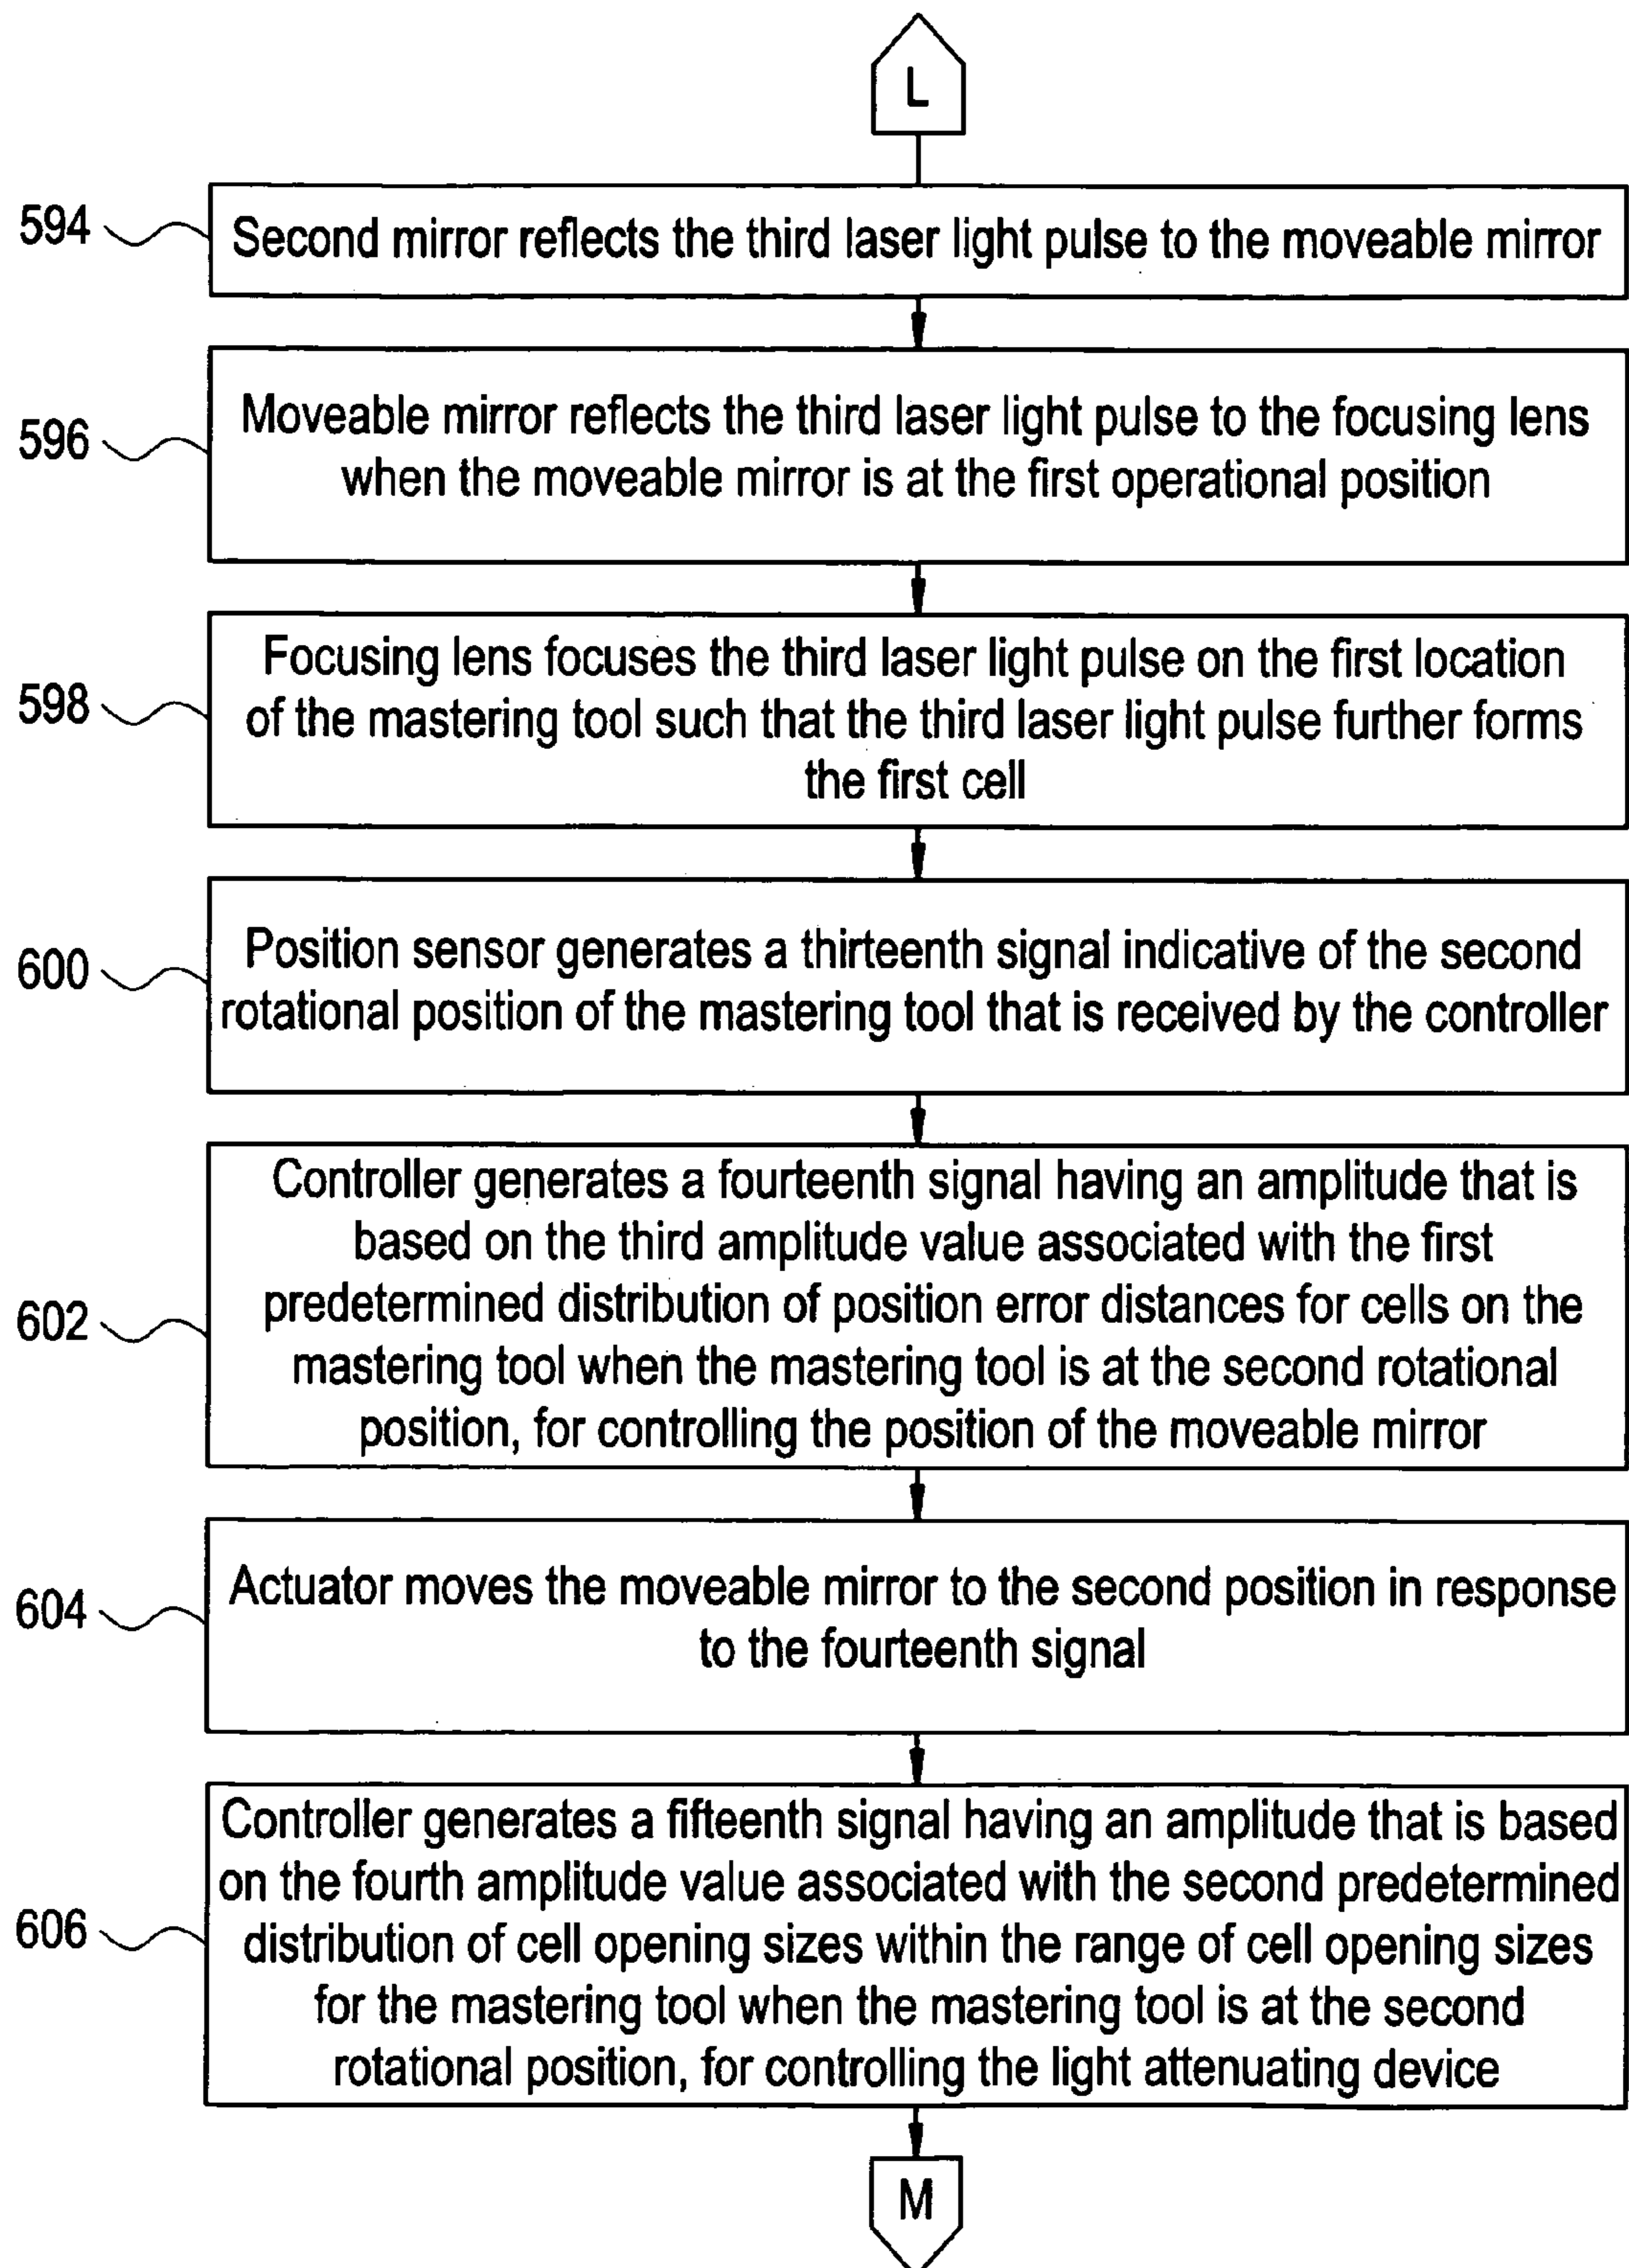 L
594
Second mirror reflects the third laser light pulse to the moveable mirror
596
Moveable mirror reflects the third laser light pulse to the focusing lens
when the moveable mirror is at the first operational position
598
Focusing lens focuses the third laser light pulse on the first location
of the mastering tool such that the third laser light pulse further forms
the first cell
600
Position sensor generates a thirteenth signal indicative of the second
rotational position of the mastering tool that is received by the controller
602
Controller generates a fourteenth signal having an amplitude that is
based on the third amplitude value associated with the first
predetermined distribution of position error distances for cells on the
mastering tool when the mastering tool is at the second rotational
position, for controlling the position of the moveable mirror
604
Actuator moves the moveable mirror to the second position in response
to the fourteenth signal
606
Controller generates a fifteenth signal having an amplitude that is based
on the fourth amplitude value associated with the second predetermined
distribution of cell opening sizes within the range of cell opening sizes
for the mastering tool when the mastering tool is at the second
rotational position, for controlling the light attenuating device
M